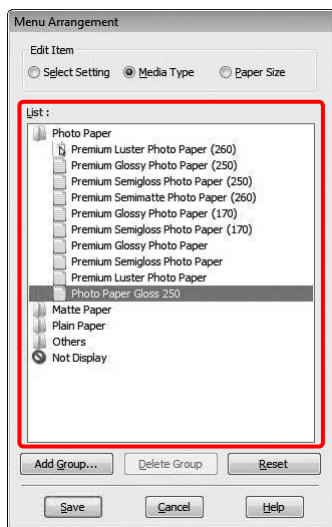 Menu Arrangement
Edit Item
Select Setting Media Type Paper Size
List :
Photo Paper
Premium Luster Photo Paper (260)
Premium Glossy Photo Paper (250)
Premium Semigloss Photo Paper (250)
Premium Semimatte Photo Paper (260)
Premium Glossy Photo Paper (170)
Premium Semigloss Photo Paper (170)
Premium Glossy Photo Paper
Premium Semigloss Photo Paper
Premium Luster Photo Paper
Photo Paper Gloss 250
Matte Paper
Plain Paper
Others
Not Display
Add Group... Delete Group Reset
Save Cancel Help